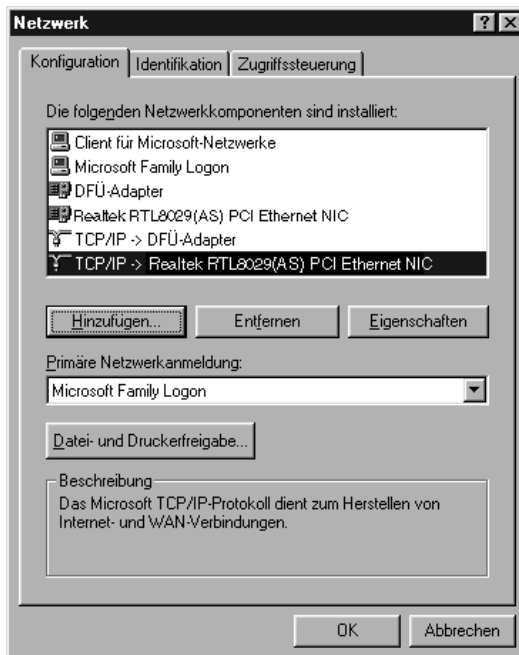 Netzwerk
Konfiguration Identifikation Zugriffssteuerung
Die folgenden Netzwerkkomponenten sind installiert:
Client für Microsoft-Netzwerke
Microsoft Family Logon
DFÜ-Adapter
Realtek RTL8029(AS) PCI Ethernet NIC
TCP/IP -> DFÜ-Adapter
TCP/IP -> Realtek RTL8029(AS) PCI Ethernet NIC
Hinzufügen... Entfernen Eigenschaften
Primäre Netzwerkanmeldung:
Microsoft Family Logon
Datei- und Druckerfreigabe...
Beschreibung
Das Microsoft TCP/IP-Protokoll dient zum Herstellen von
Internet- und WAN-Verbindungen.
OK Abbrechen